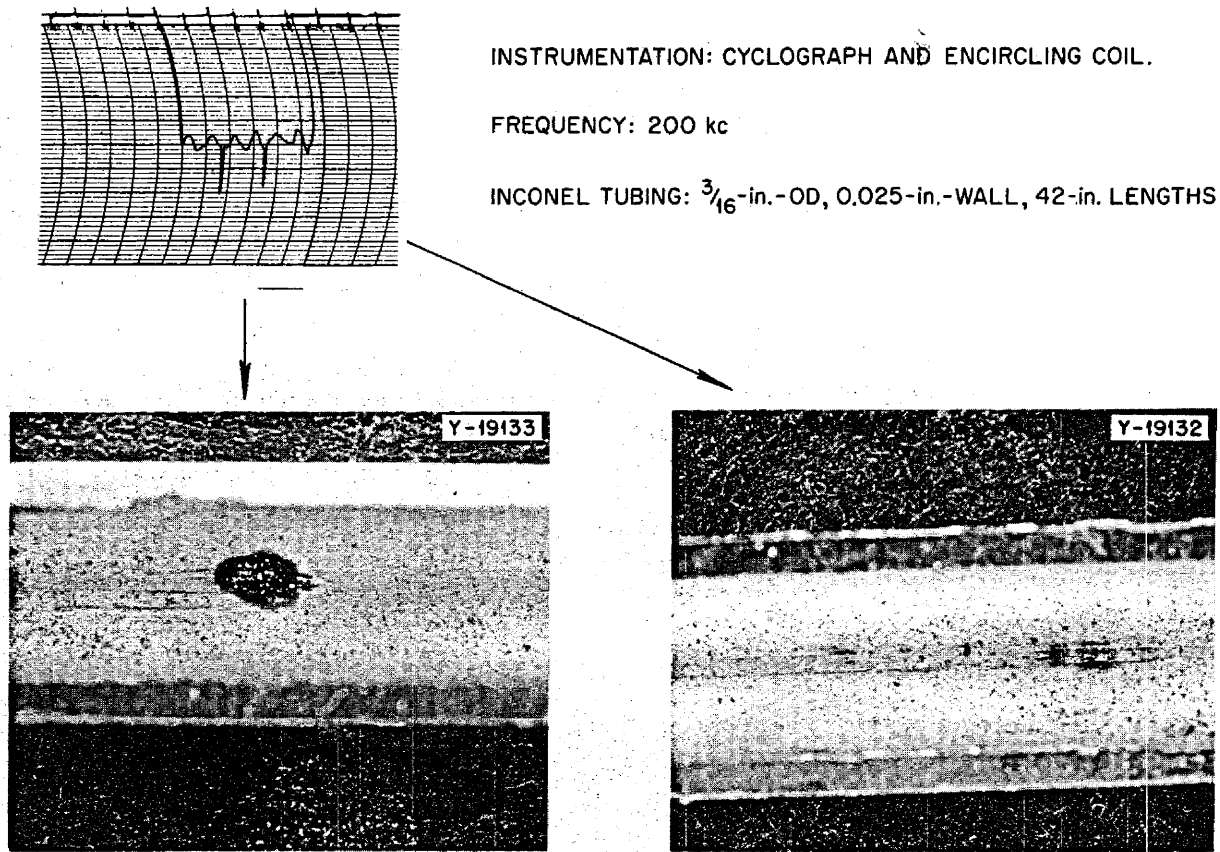 INSTRUMENTATION: CYCLOGRAPH AND ENCIRCLING COIL.
FREQUENCY: 200 kc
INCONEL TUBING: 3/16-in.-OD, 0.025-in.-WALL, 42-in. LENGTHS
Y-19133
Y-19132